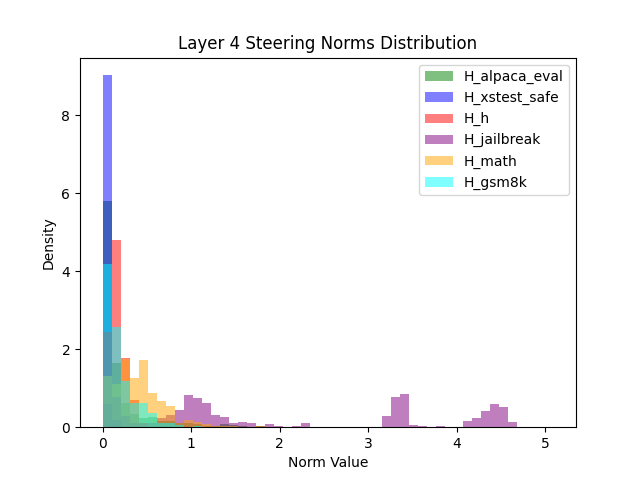 Layer 4 Steering Norms Distribution
H_alpaca_eval
H_xstest_safe
H_h
H_jailbreak
H_math
H_gsm8k
Density
8
6
4
2
0
0 1 2 3 4 5
Norm Value